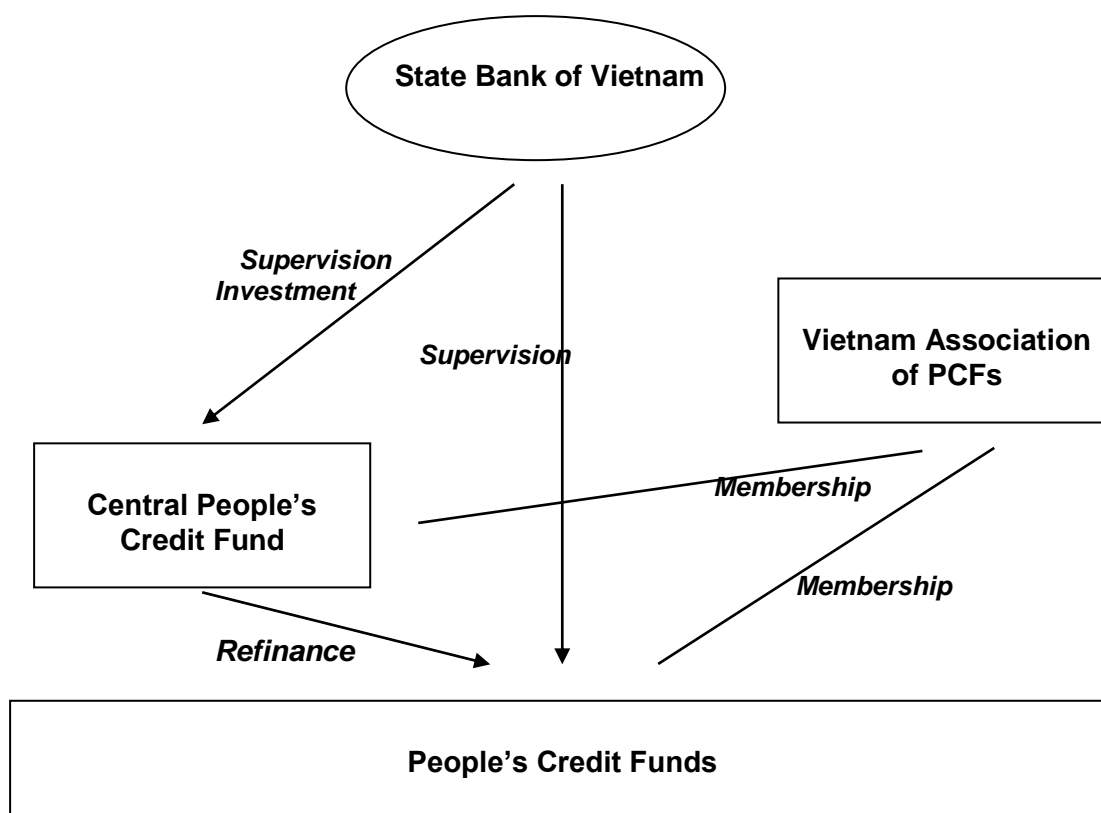 State Bank of Vietnam
Supervision
Investment
Supervision
Vietnam Association
of PCFs
Central People’s
Credit Fund
Membership
Membership
Refinance
People’s Credit Funds